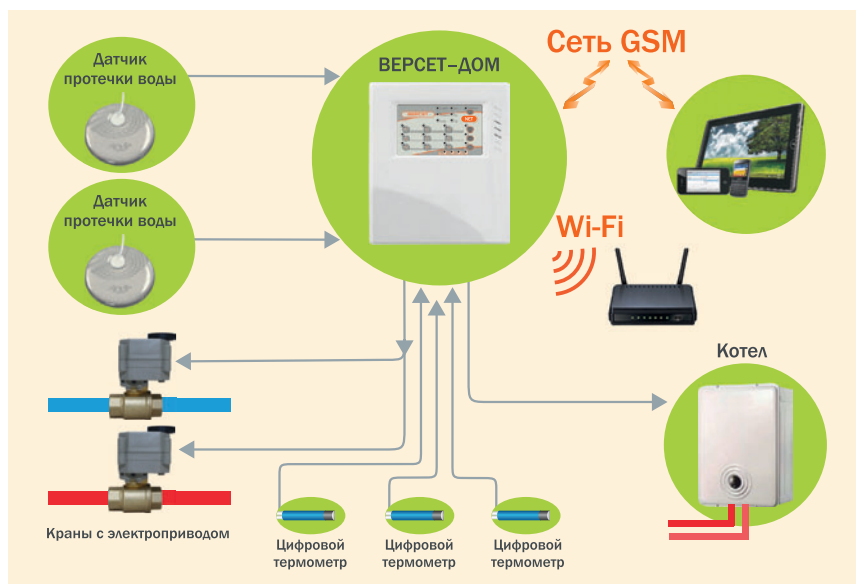 Датчик
протечки воды
ВЕРСЕТ–ДОМ
Сеть GSM
Датчик
протечки воды
Wi-Fi
Котел
Краны с электроприводом
Цифровой
термометр
Цифровой
термометр
Цифровой
термометр